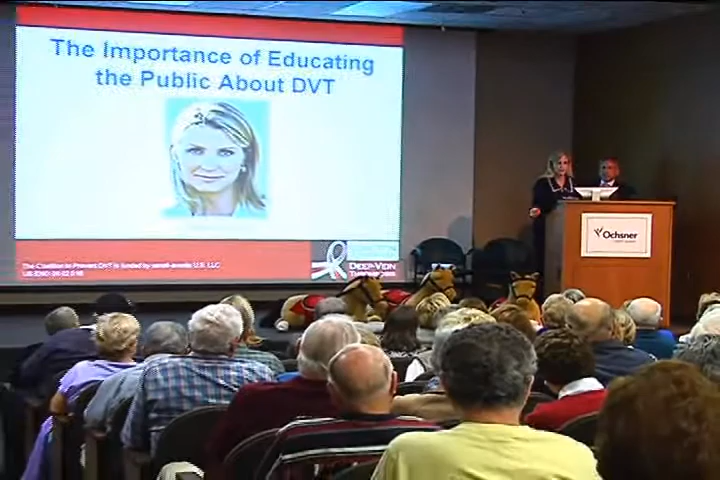 The Importance of Educating
the Public About DVT
The Coalition to Prevent DVT is funded by sanofi-aventis U.S. LLC
DEEP-VEIN
Ochsner